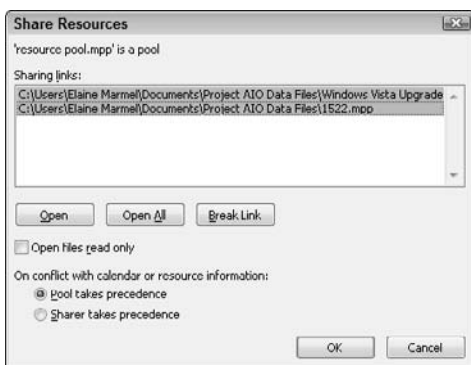 Share Resources
'resource pool.mpp' is a pool
Sharing links:
C:\Users\Elaine Marmel\Documents\Project AIO Data Files\Windows Vista Upgrade
C:\Users\Elaine Marmel\Documents\Project AIO Data Files\1522.mpp
Open
Open All
Break Link
Open files read only
On conflict with calendar or resource information:
Pool takes precedence
Sharer takes precedence
OK
Cancel